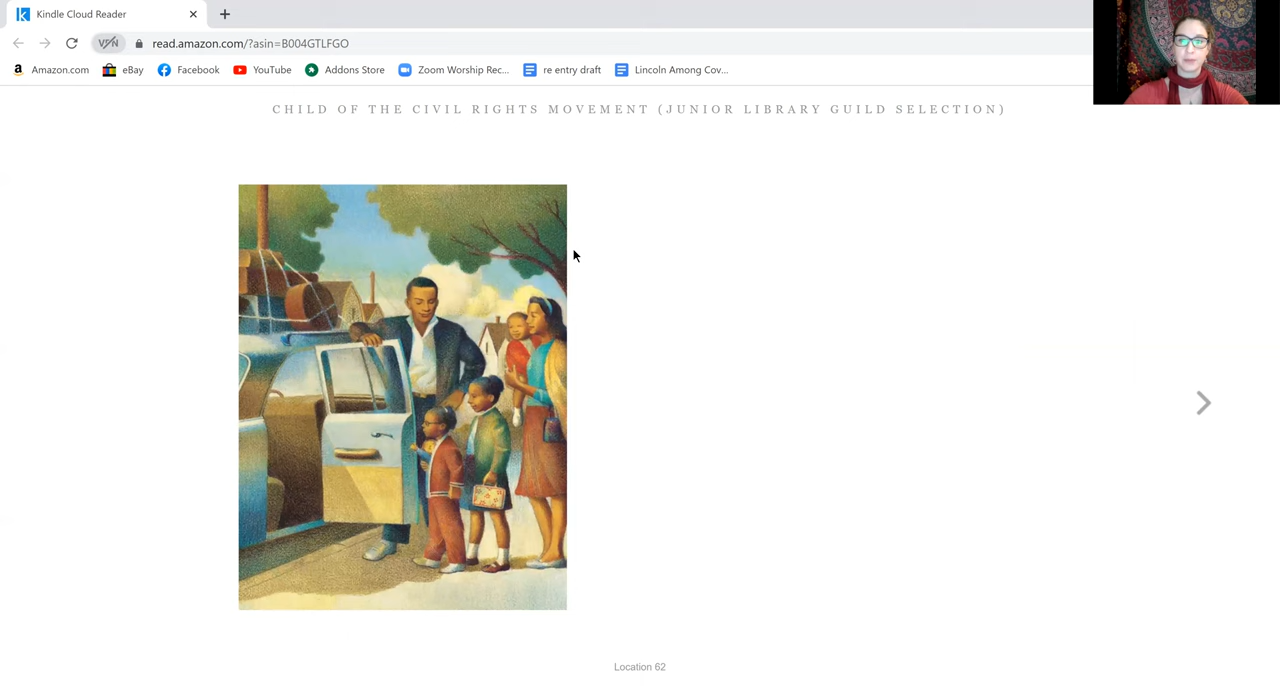 Kindle Cloud Reader
VPN
read.amazon.com/?asin=B004GTLFGO
Amazon.com eBay Facebook YouTube Addons Store Zoom Worship Rec... re entry draft Lincoln Among Cov...
CHILD OF THE CIVIL RIGHTS MOVEMENT (JUNIOR LIBRARY GUILD SELECTION)
Location 62